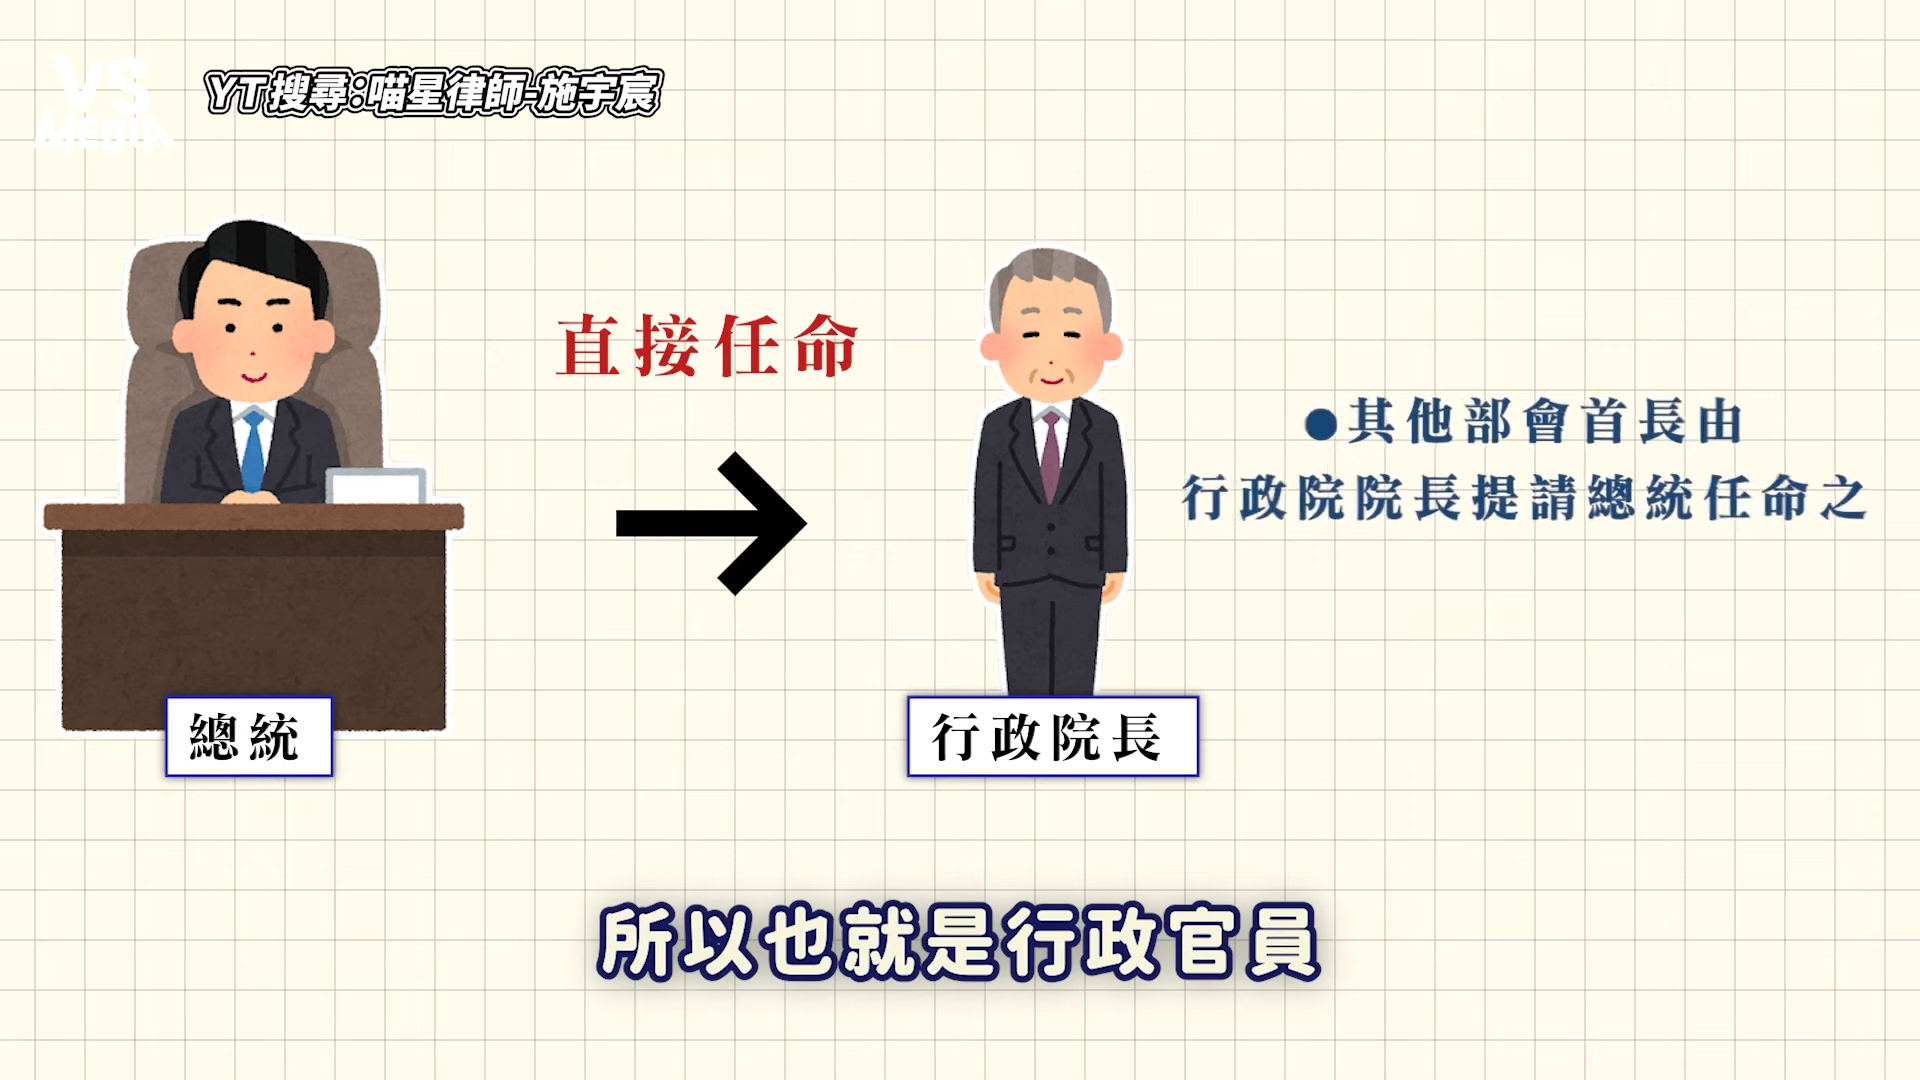 VS
MEDIA
YT搜尋:喵星律師-施宇宸
直接任命
●其他部會首長由
行政院院長提請總統任命之
總統
行政院長
所以也就是行政官員